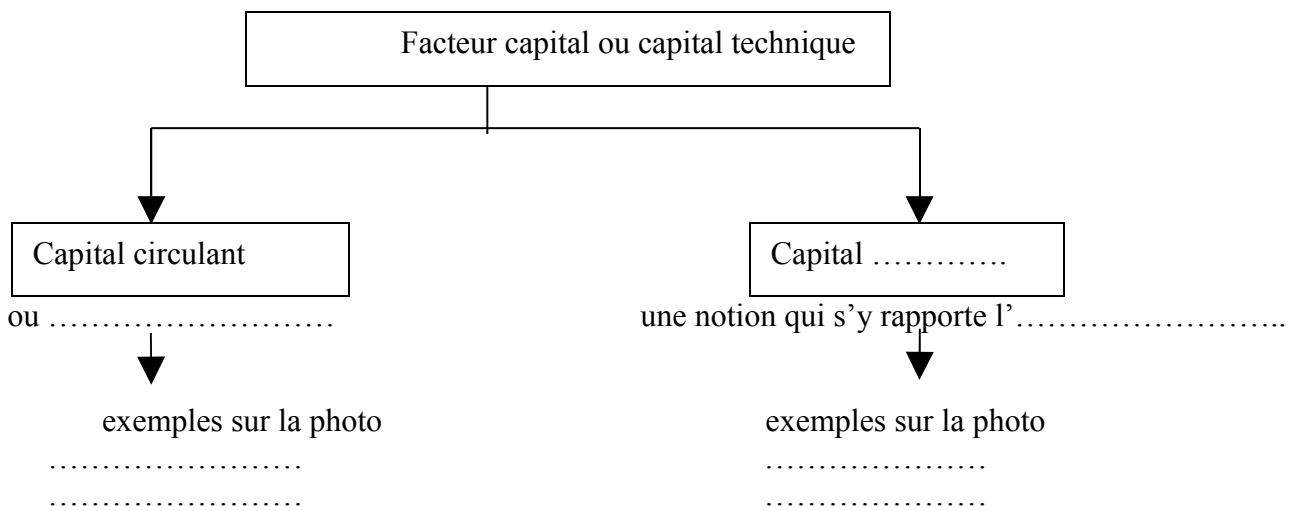 Facteur capital ou capital technique
Capital circulant
Capital ………….
ou ………………………
une notion qui s’y rapporte l’……………………..
exemples sur la photo
exemples sur la photo
……………………
…………………
……………………
…………………